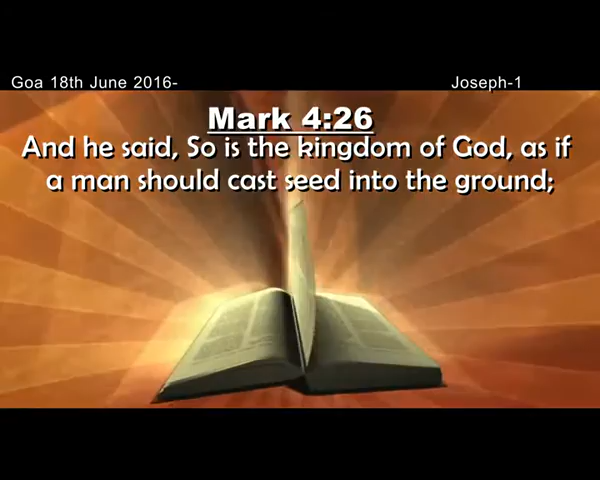 Goa 18th June 2016-
Joseph-1
Mark 4:26
And he said, So is the kingdom of God, as if
a man should cast seed into the ground;